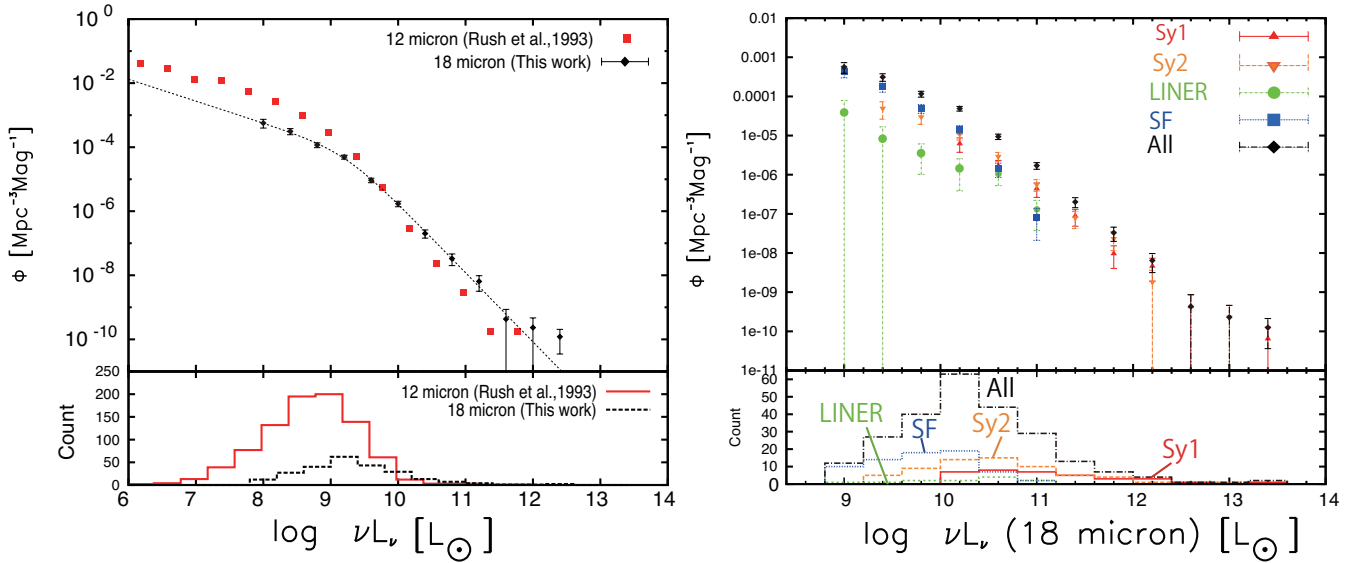 10^0
10^-2
10^-4
10^-6
10^-8
10^-10
Φ [Mpc^-3Mag^-1]
12 micron (Rush et al.,1993)
18 micron (This work)
250
200
150
100
50
0
Count
12 micron (Rush et al.,1993)
18 micron (This work)
6 7 8 9 10 11 12 13 14
log νL_ν [L_⊙]
0.01
0.001
0.0001
1e-05
1e-06
1e-07
1e-08
1e-09
1e-10
1e-11
Φ [Mpc^-3Mag^-1]
Sy1
Sy2
LINER
SF
All
60
50
40
30
20
10
0
Count
LINER
SF
All
Sy2
Sy1
9 10 11 12 13 14
log νL_ν (18 micron) [L_⊙]